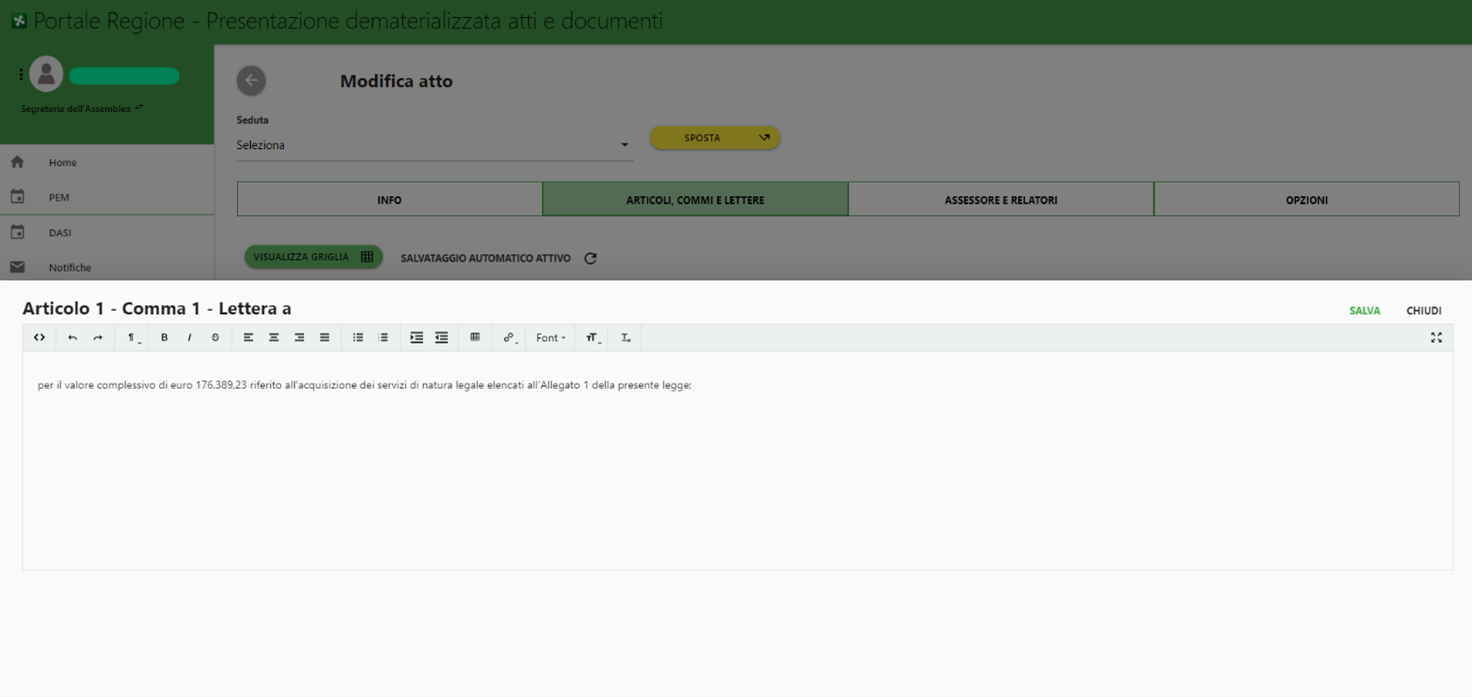 Portale Regione - Presentazione dematerializzata atti e documenti
Segreteria dell'Assemblea
Home
PEM
DASI
Notifiche
Modifica atto
Seduta
Seleziona
SPOSTA
INFO
ARTICOLI, COMMI E LETTERE
ASSESSORE E RELATORI
OPZIONI
VISUALIZZA GRIGLIA
SALVATAGGIO AUTOMATICO ATTIVO
Articolo 1 - Comma 1 - Lettera a
SALVA
CHIUDI
Font
per il valore complessivo di euro 176.389,23 riferito all'acquisizione dei servizi di natura legale elencati all'Allegato 1 della presente legge;